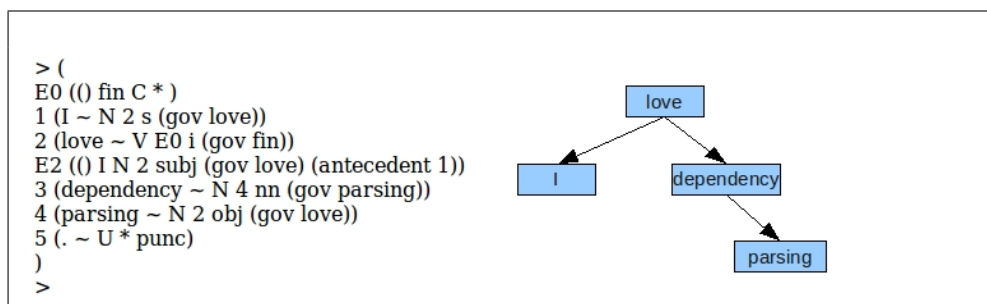 > (
E0 (() fin C * )
1 (I ~ N 2 s (gov love))
2 (love ~ V E0 i (gov fin))
E2 (() I N 2 subj (gov love) (antecedent 1))
3 (dependency ~ N 4 nn (gov parsing))
4 (parsing ~ N 2 obj (gov love))
5 (. ~ U * punc)
)
>
love
I
dependency
parsing